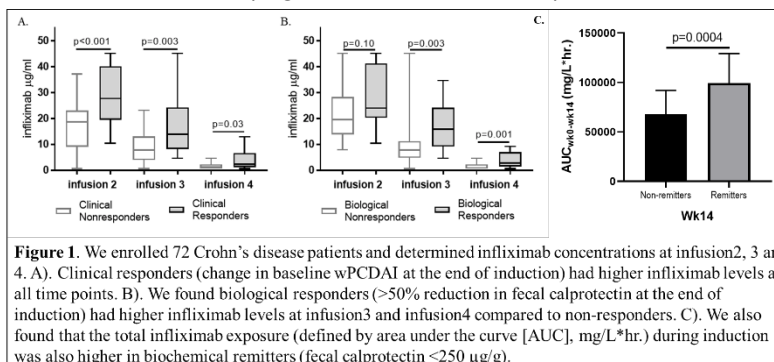 A.
B.
C.
p<0.001
p=0.003
p=0.03
infliximab µg/ml
50
40
30
20
10
0
infusion 2
infusion 3
infusion 4
Clinical
Nonresponders
Clinical
Responders
p=0.10
p=0.003
p=0.001
infliximab µg/ml
50
40
30
20
10
0
infusion 2
infusion 3
infusion 4
Biological
Nonresponders
Biological
Responders
p=0.0004
AUCwk0-wk14 (mg/L*hr.)
150000
100000
50000
0
Non-remitters
Remitters
Wk14
Figure 1. We enrolled 72 Crohn's disease patients and determined infliximab concentrations at infusion2, 3 an
4. A). Clinical responders (change in baseline wPCDAI at the end of induction) had higher infliximab levels a
all time points. B). We found biological responders (>50% reduction in fecal calprotectin at the end of
induction) had higher infliximab levels at infusion3 and infusion4 compared to non-responders. C). We also
found that the total infliximab exposure (defined by area under the curve [AUC], mg/L*hr.) during induction
was also higher in biochemical remitters (fecal calprotectin <250 µg/g).